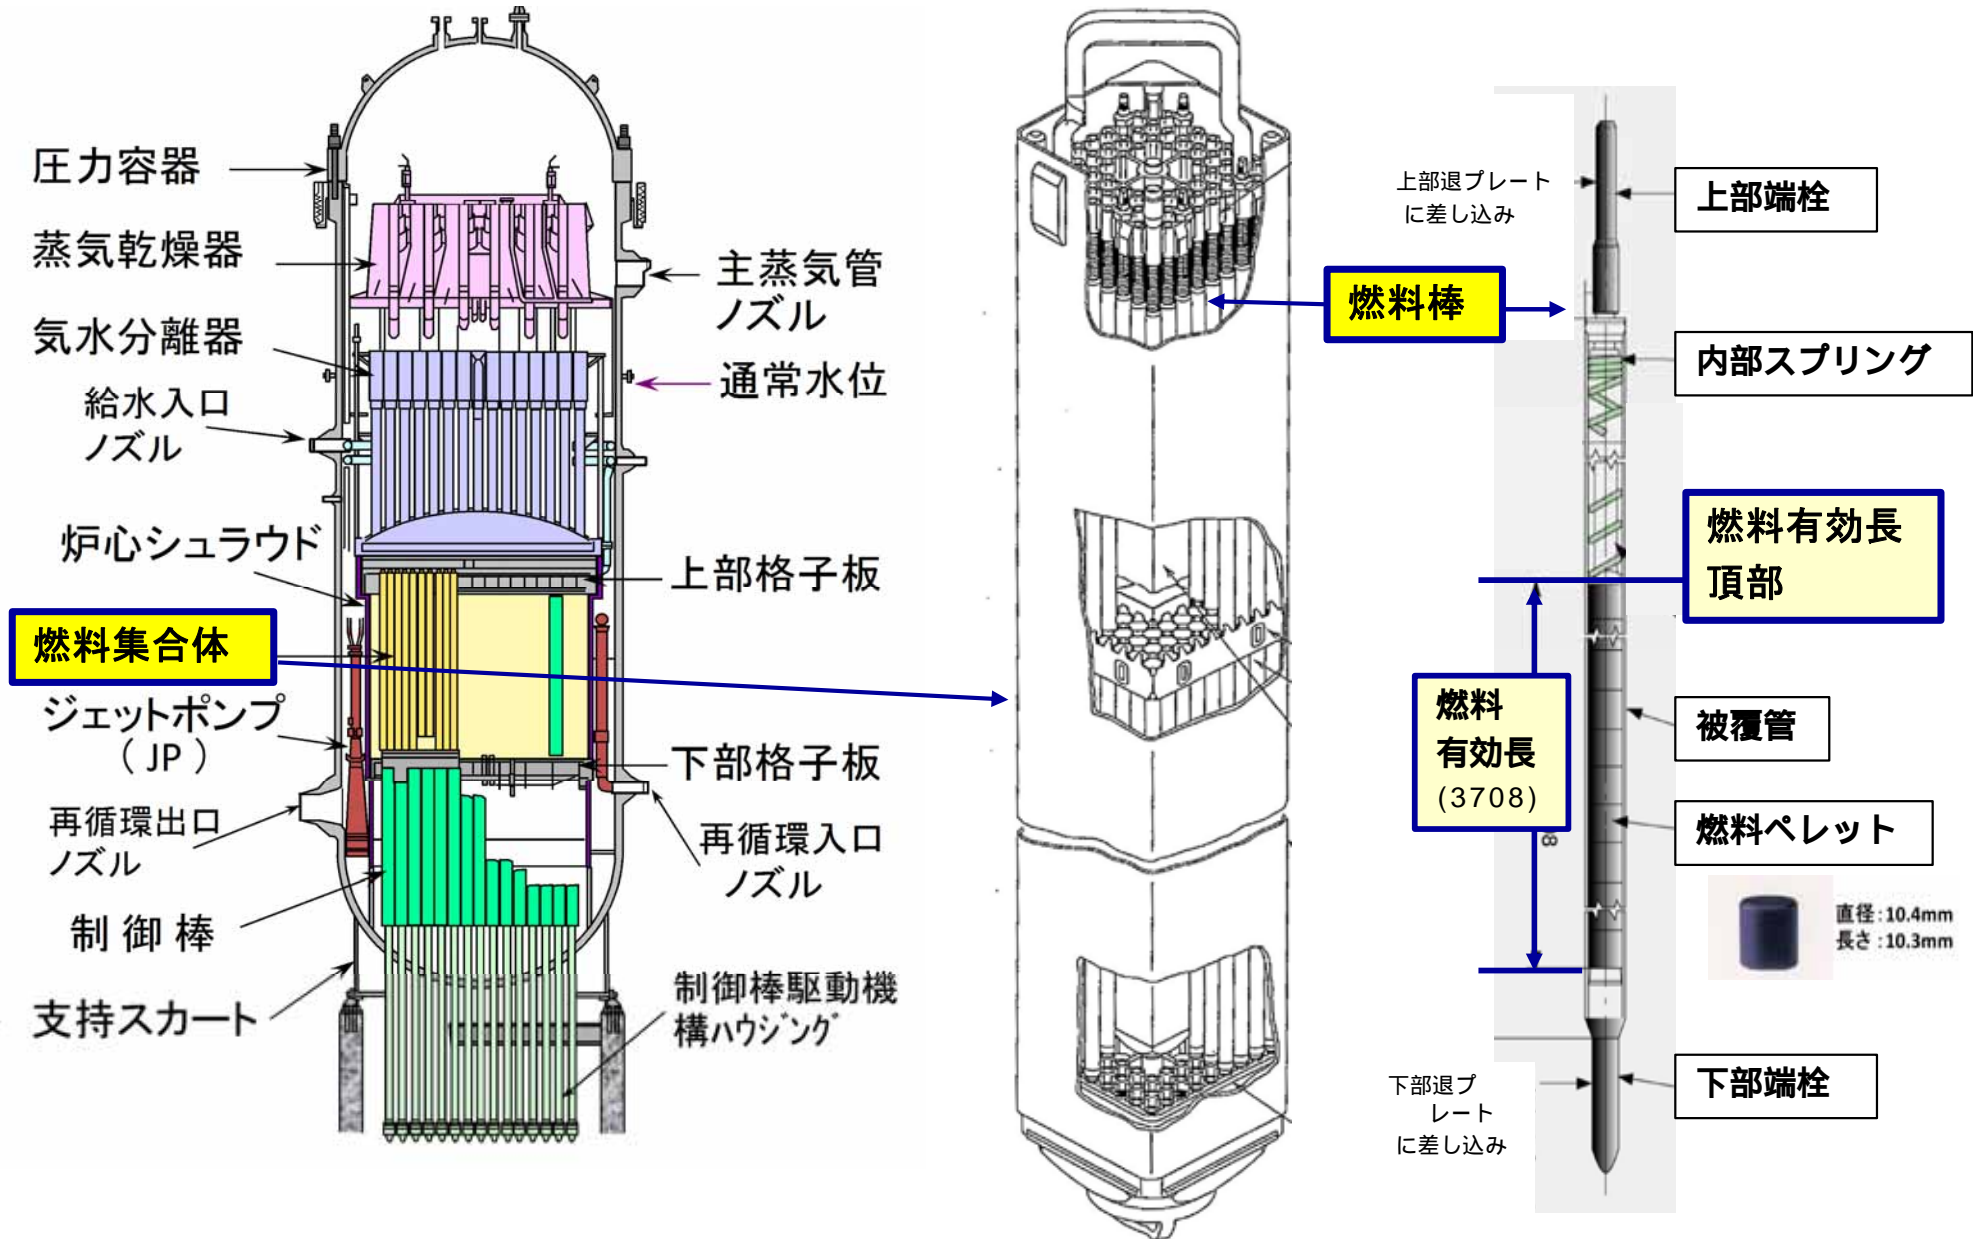 圧力容器
蒸気乾燥器
気水分離器
給水入口
ノズル
炉心シュラウド
燃料集合体
ジェットポンプ
(JP)
再循環出口
ノズル
制御棒
支持スカート
主蒸気管
ノズル
通常水位
上部格子板
下部格子板
再循環入口
ノズル
制御棒駆動機
構ハウジング
燃料棒
上部退プレート
に差し込み
上部端栓
内部スプリング
燃料有効長
頂部
燃料
有効長
(3708)
被覆管
燃料ペレット
直径:10.4mm
長さ:10.3mm
下部退プ
レート
に差し込み
下部端栓